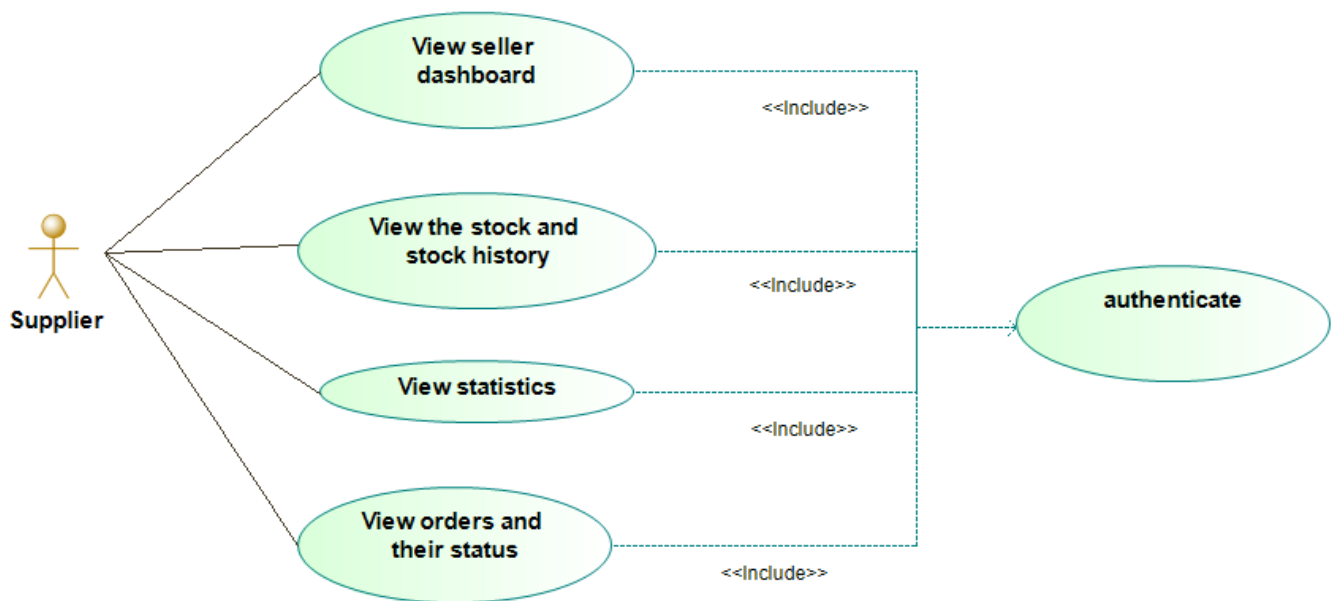 View seller
dashboard
<<Include>>
View the stock and
stock history
<<Include>>
authenticate
Supplier
View statistics
<<Include>>
View orders and
their status
<<Include>>